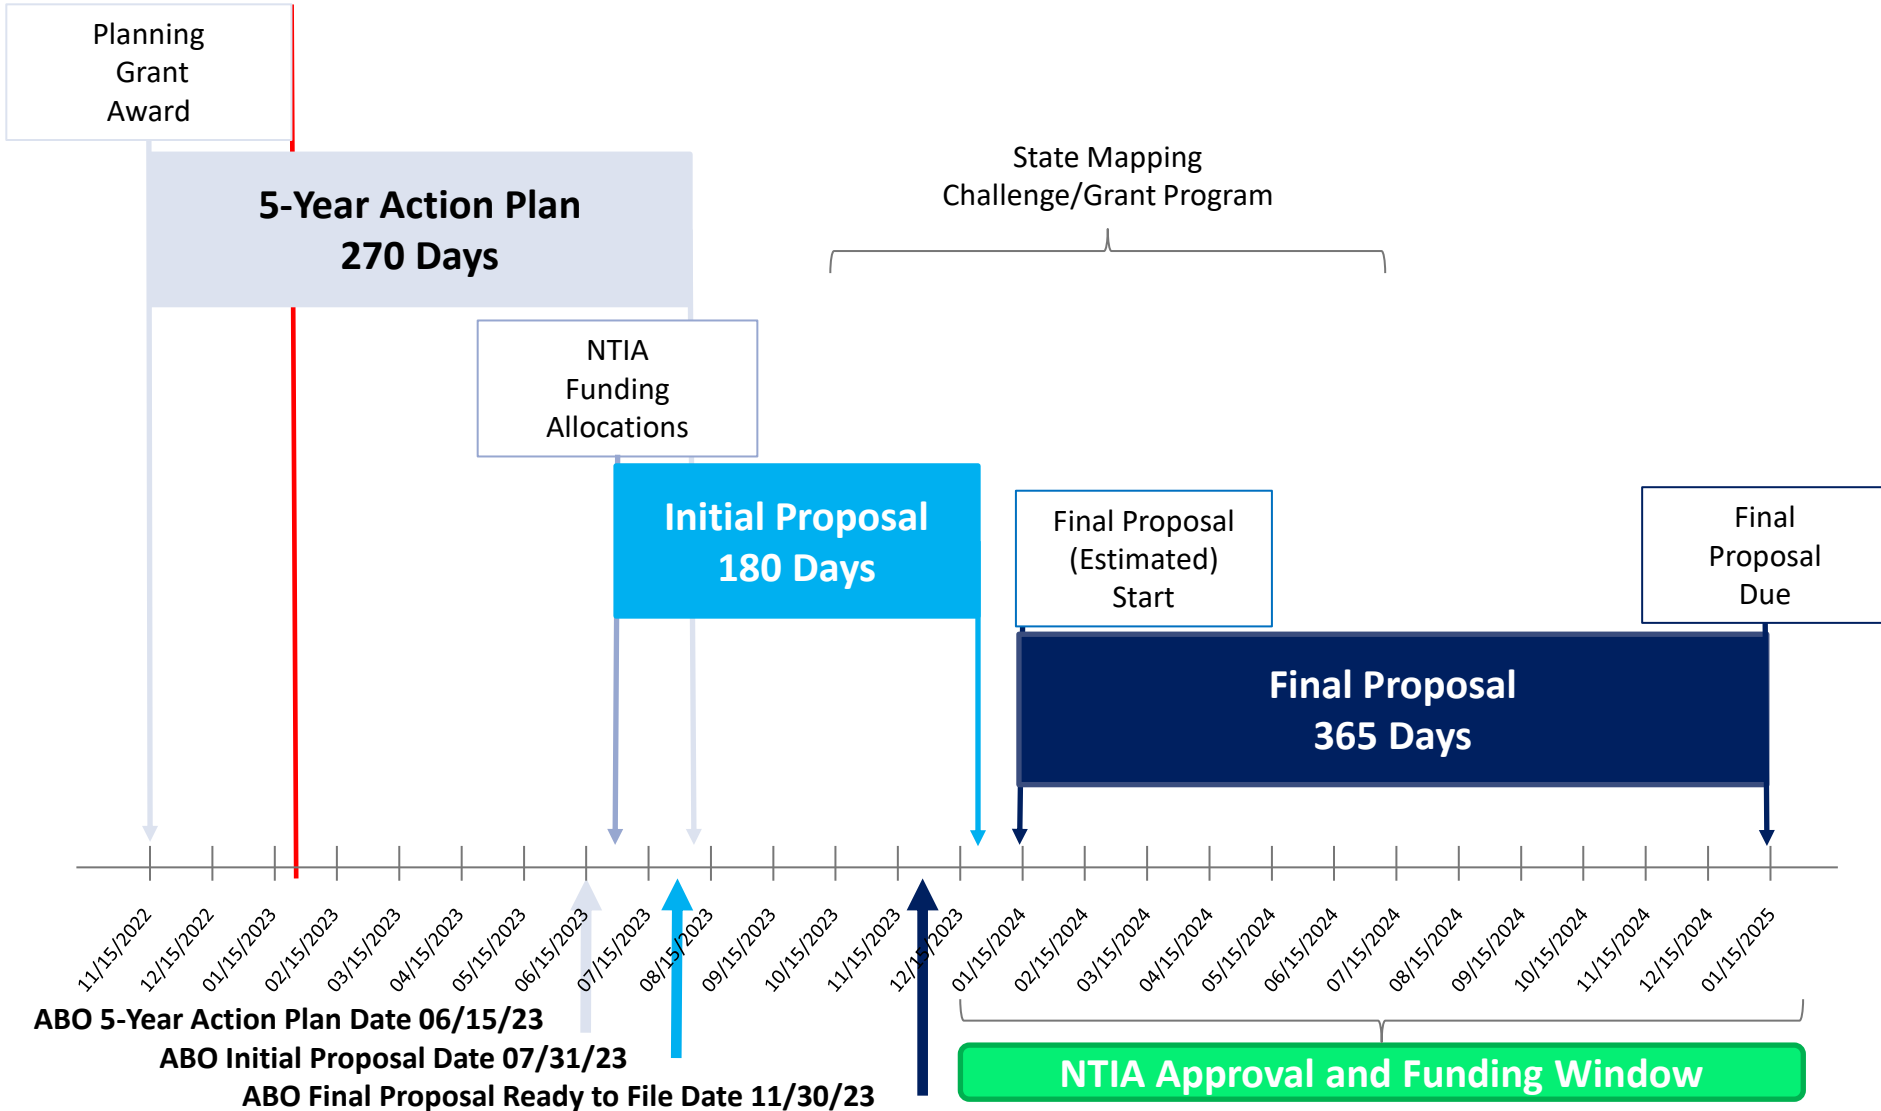 Planning
Grant
Award
5-Year Action Plan
270 Days
State Mapping
Challenge/Grant Program
NTIA
Funding
Allocations
Initial Proposal
180 Days
Final Proposal
(Estimated)
Start
Final
Proposal
Due
Final Proposal
365 Days
11/15/2022
12/15/2022
01/15/2023
02/15/2023
03/15/2023
04/15/2023
05/15/2023
06/15/2023
07/15/2023
08/15/2023
09/15/2023
10/15/2023
11/15/2023
12/15/2023
01/15/2024
02/15/2024
03/15/2024
04/15/2024
05/15/2024
06/15/2024
07/15/2024
08/15/2024
09/15/2024
10/15/2024
11/15/2024
12/15/2024
01/15/2025
ABO 5-Year Action Plan Date 06/15/23
ABO Initial Proposal Date 07/31/23
ABO Final Proposal Ready to File Date 11/30/23
NTIA Approval and Funding Window